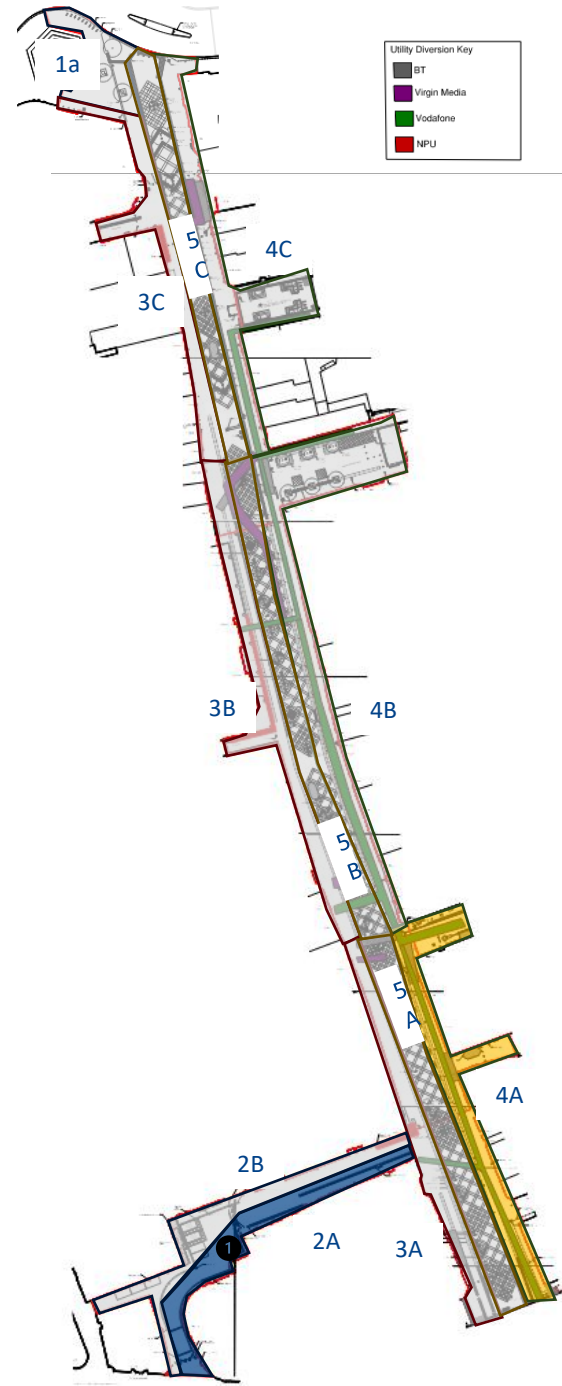 1a
Utility Diversion Key
BT
Virgin Media
Vodafone
NPU
5
C
4C
3C
3B
4B
5
B
5
A
4A
2B
2A
3A
1